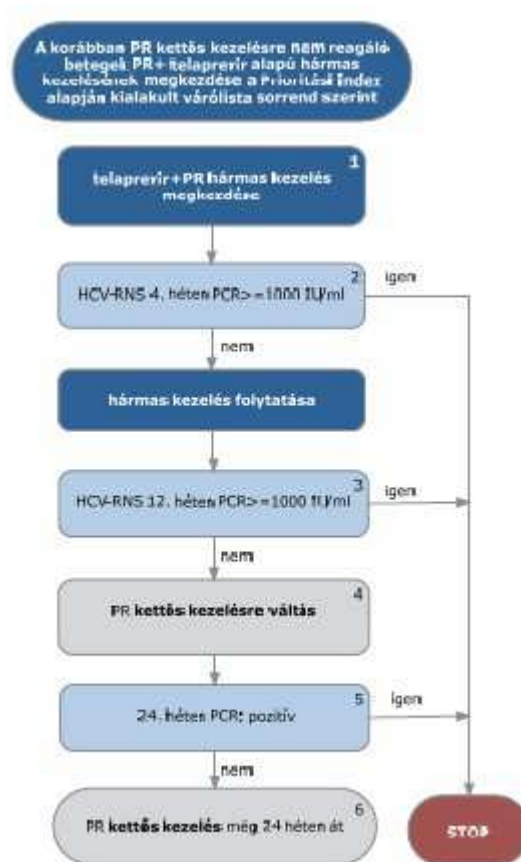 A korábban PR kettős kezelésre nem reagáló
betegek PR+ telaprevir alapú hármas
kezelésének megkezdése a Prioritási Index
alapján kialakult várólista sorrend szerint
1
telaprevir+PR hármas kezelés
megkezdése
2
HCV-RNS 4. héten PCR>=1000 IU/ml
igen
nem
hármas kezelés folytatása
3
HCV-RNS 12. héten PCR>=1000 IU/ml
igen
nem
4
PR kettős kezelésre váltás
5
24. héten PCR: pozitív
igen
nem
6
PR kettős kezelés még 24 héten át
STOP